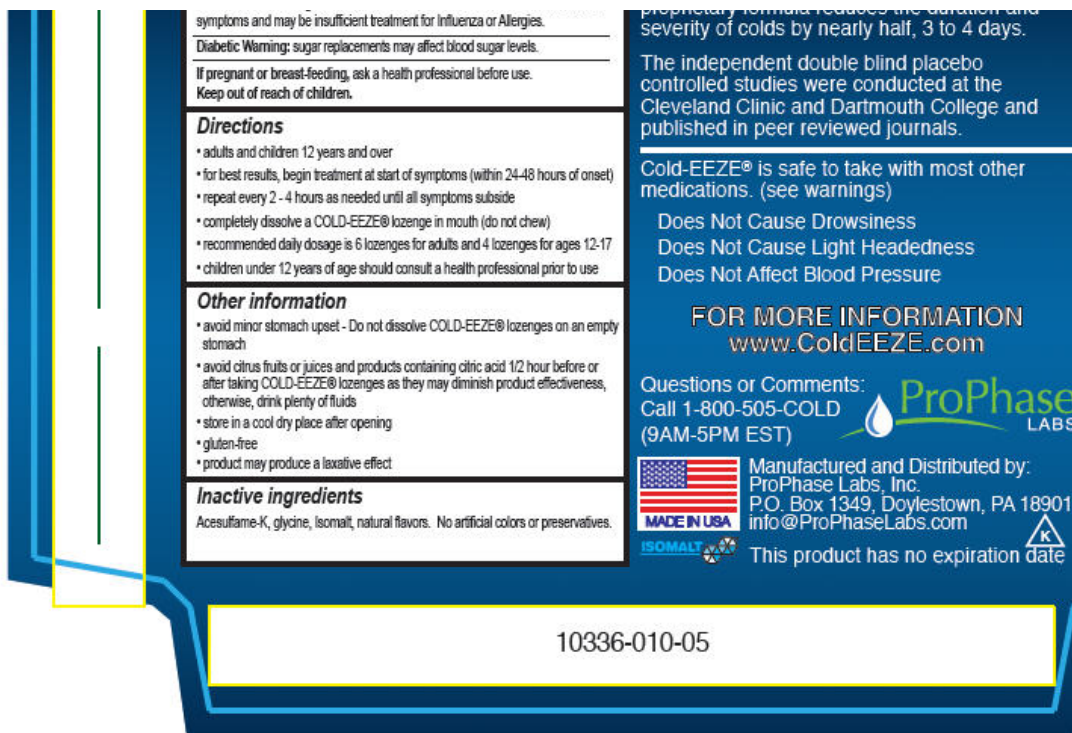 symptoms and may be insufficient treatment for Influenza or Allergies.
Diabetic Warning: sugar replacements may affect blood sugar levels.
If pregnant or breast-feeding, ask a health professional before use.
Keep out of reach of children.
Directions
• adults and children 12 years and over
• for best results, begin treatment at start of symptoms (within 24-48 hours of onset)
• repeat every 2 - 4 hours as needed until all symptoms subside
• completely dissolve a COLD-EEZE® lozenge in mouth (do not chew)
• recommended daily dosage is 6 lozenges for adults and 4 lozenges for ages 12-17
• children under 12 years of age should consult a health professional prior to use
Other information
• avoid minor stomach upset - Do not dissolve COLD-EEZE® lozenges on an empty
stomach
• avoid citrus fruits or juices and products containing citric acid 1/2 hour before or
after taking COLD-EEZE® lozenges as they may diminish product effectiveness,
otherwise, drink plenty of fluids
• store in a cool dry place after opening
• gluten-free
• product may produce a laxative effect
Inactive ingredients
Acesulfame-K, glycine, Isomalt, natural flavors. No artificial colors or preservatives.
proprietary formula reduces the duration and
severity of colds by nearly half, 3 to 4 days.
The independent double blind placebo
controlled studies were conducted at the
Cleveland Clinic and Dartmouth College and
published in peer reviewed journals.
Cold-EEZE® is safe to take with most other
medications. (see warnings)
Does Not Cause Drowsiness
Does Not Cause Light Headedness
Does Not Affect Blood Pressure
FOR MORE INFORMATION
www.ColdEEZE.com
Questions or Comments:
Call 1-800-505-COLD
(9AM-5PM EST)
ProPhase
LABS
MADE IN USA
ISOMALT
Manufactured and Distributed by:
ProPhase Labs, Inc.
P.O. Box 1349, Doylestown, PA 18901
info@ProPhaseLabs.com
K
This product has no expiration date
10336-010-05